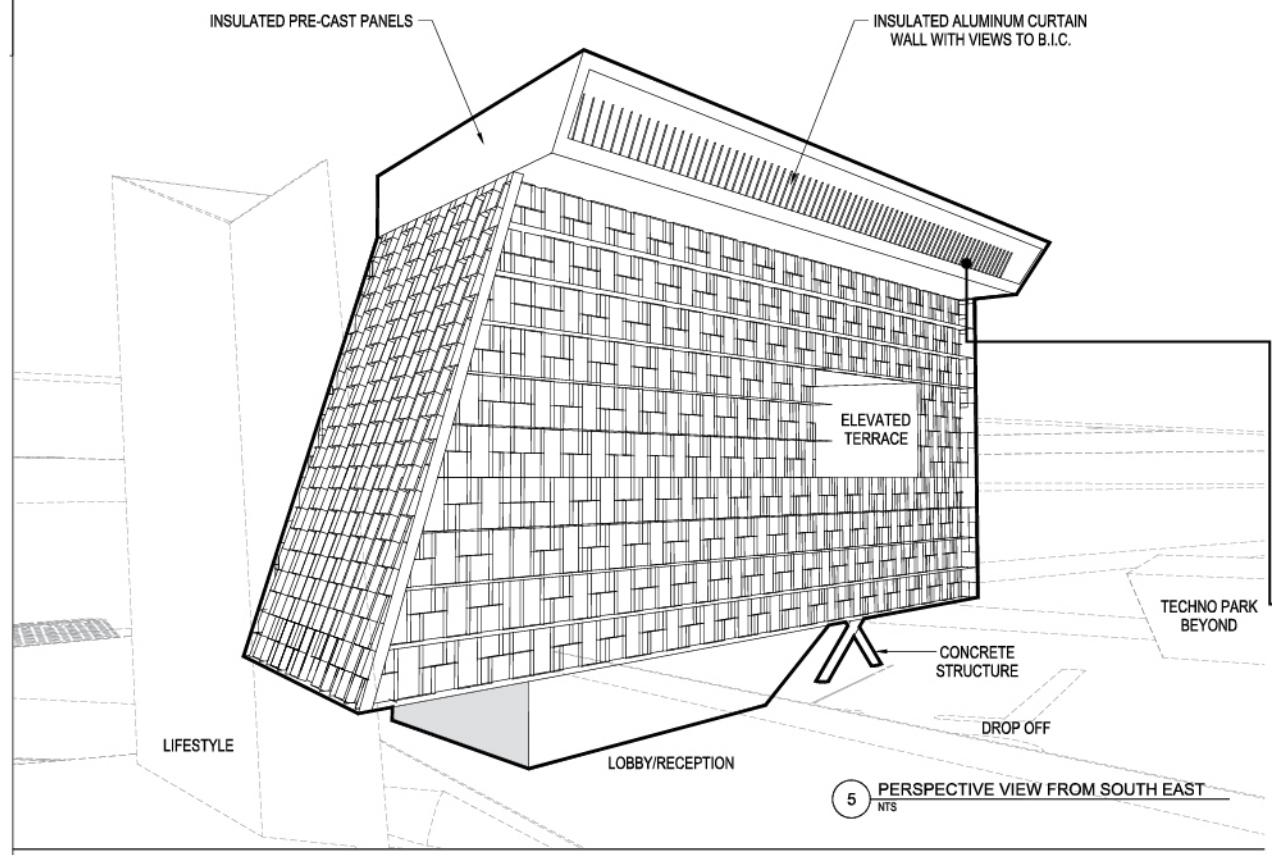 INSULATED PRE-CAST PANELS
INSULATED ALUMINUM CURTAIN
WALL WITH VIEWS TO B.I.C.
ELEVATED
TERRACE
TECHNO PARK
BEYOND
CONCRETE
STRUCTURE
DROP OFF
LIFESTYLE
LOBBY/RECEPTION
5 PERSPECTIVE VIEW FROM SOUTH EAST
NTS